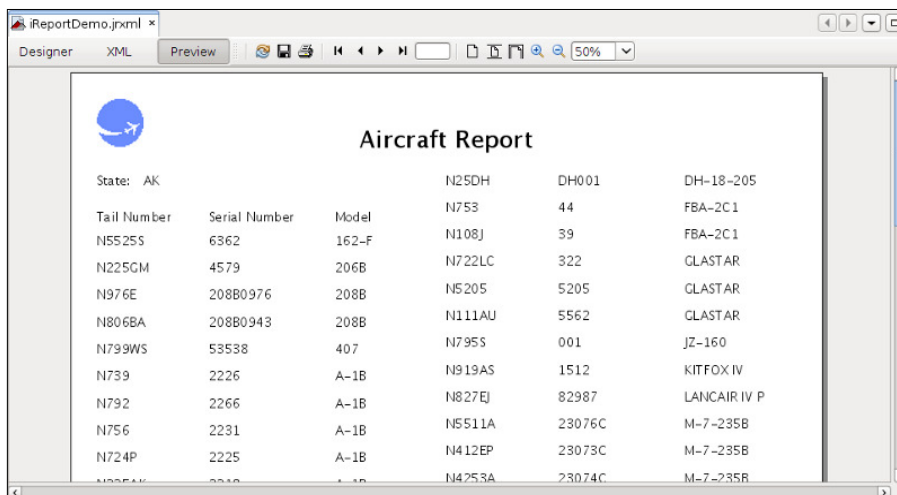 iReportDemo.jrxml ×
Designer XML Preview 50%
Aircraft Report
State: AK
Tail Number Serial Number Model
N5525S 6362 162-F
N225GM 4579 206B
N976E 208B0976 208B
N806BA 208B0943 208B
N799WS 53538 407
N739 2226 A-1B
N792 2266 A-1B
N756 2231 A-1B
N724P 2225 A-1B
N25DH DH001 DH-18-205
N753 44 FBA-2C1
N108J 39 FBA-2C1
N722LC 322 GLASTAR
N5205 5205 GLASTAR
N111AU 5562 GLASTAR
N795S 001 JZ-160
N919AS 1512 KITFOX IV
N827EJ 82987 LANCAIR IV P
N5511A 23076C M-7-235B
N412EP 23073C M-7-235B
N4253A 23074C M-7-235B